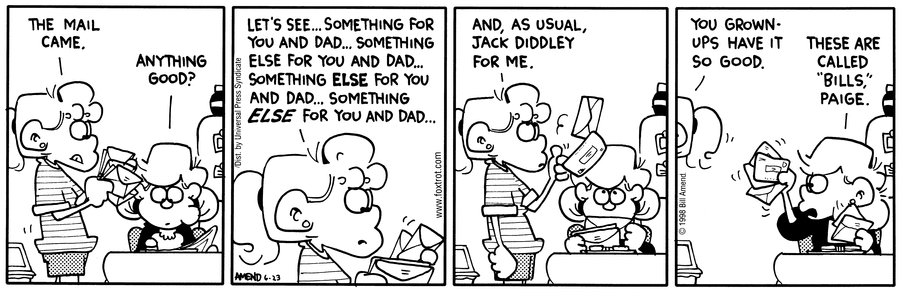 THE MAIL
CAME.
ANYTHING
GOOD?
LET'S SEE... SOMETHING FOR
YOU AND DAD... SOMETHING
ELSE FOR YOU AND DAD...
SOMETHING ELSE FOR YOU
AND DAD... SOMETHING
ELSE FOR YOU AND DAD...
Dist. by Universal Press Syndicate
AMEND 6-23
www.foxtrot.com
AND, AS USUAL,
JACK DIDDLEY
FOR ME.
YOU GROWN-
UPS HAVE IT
SO GOOD.
THESE ARE
CALLED
"BILLS,"
PAIGE.
© 1998 Bill Amend